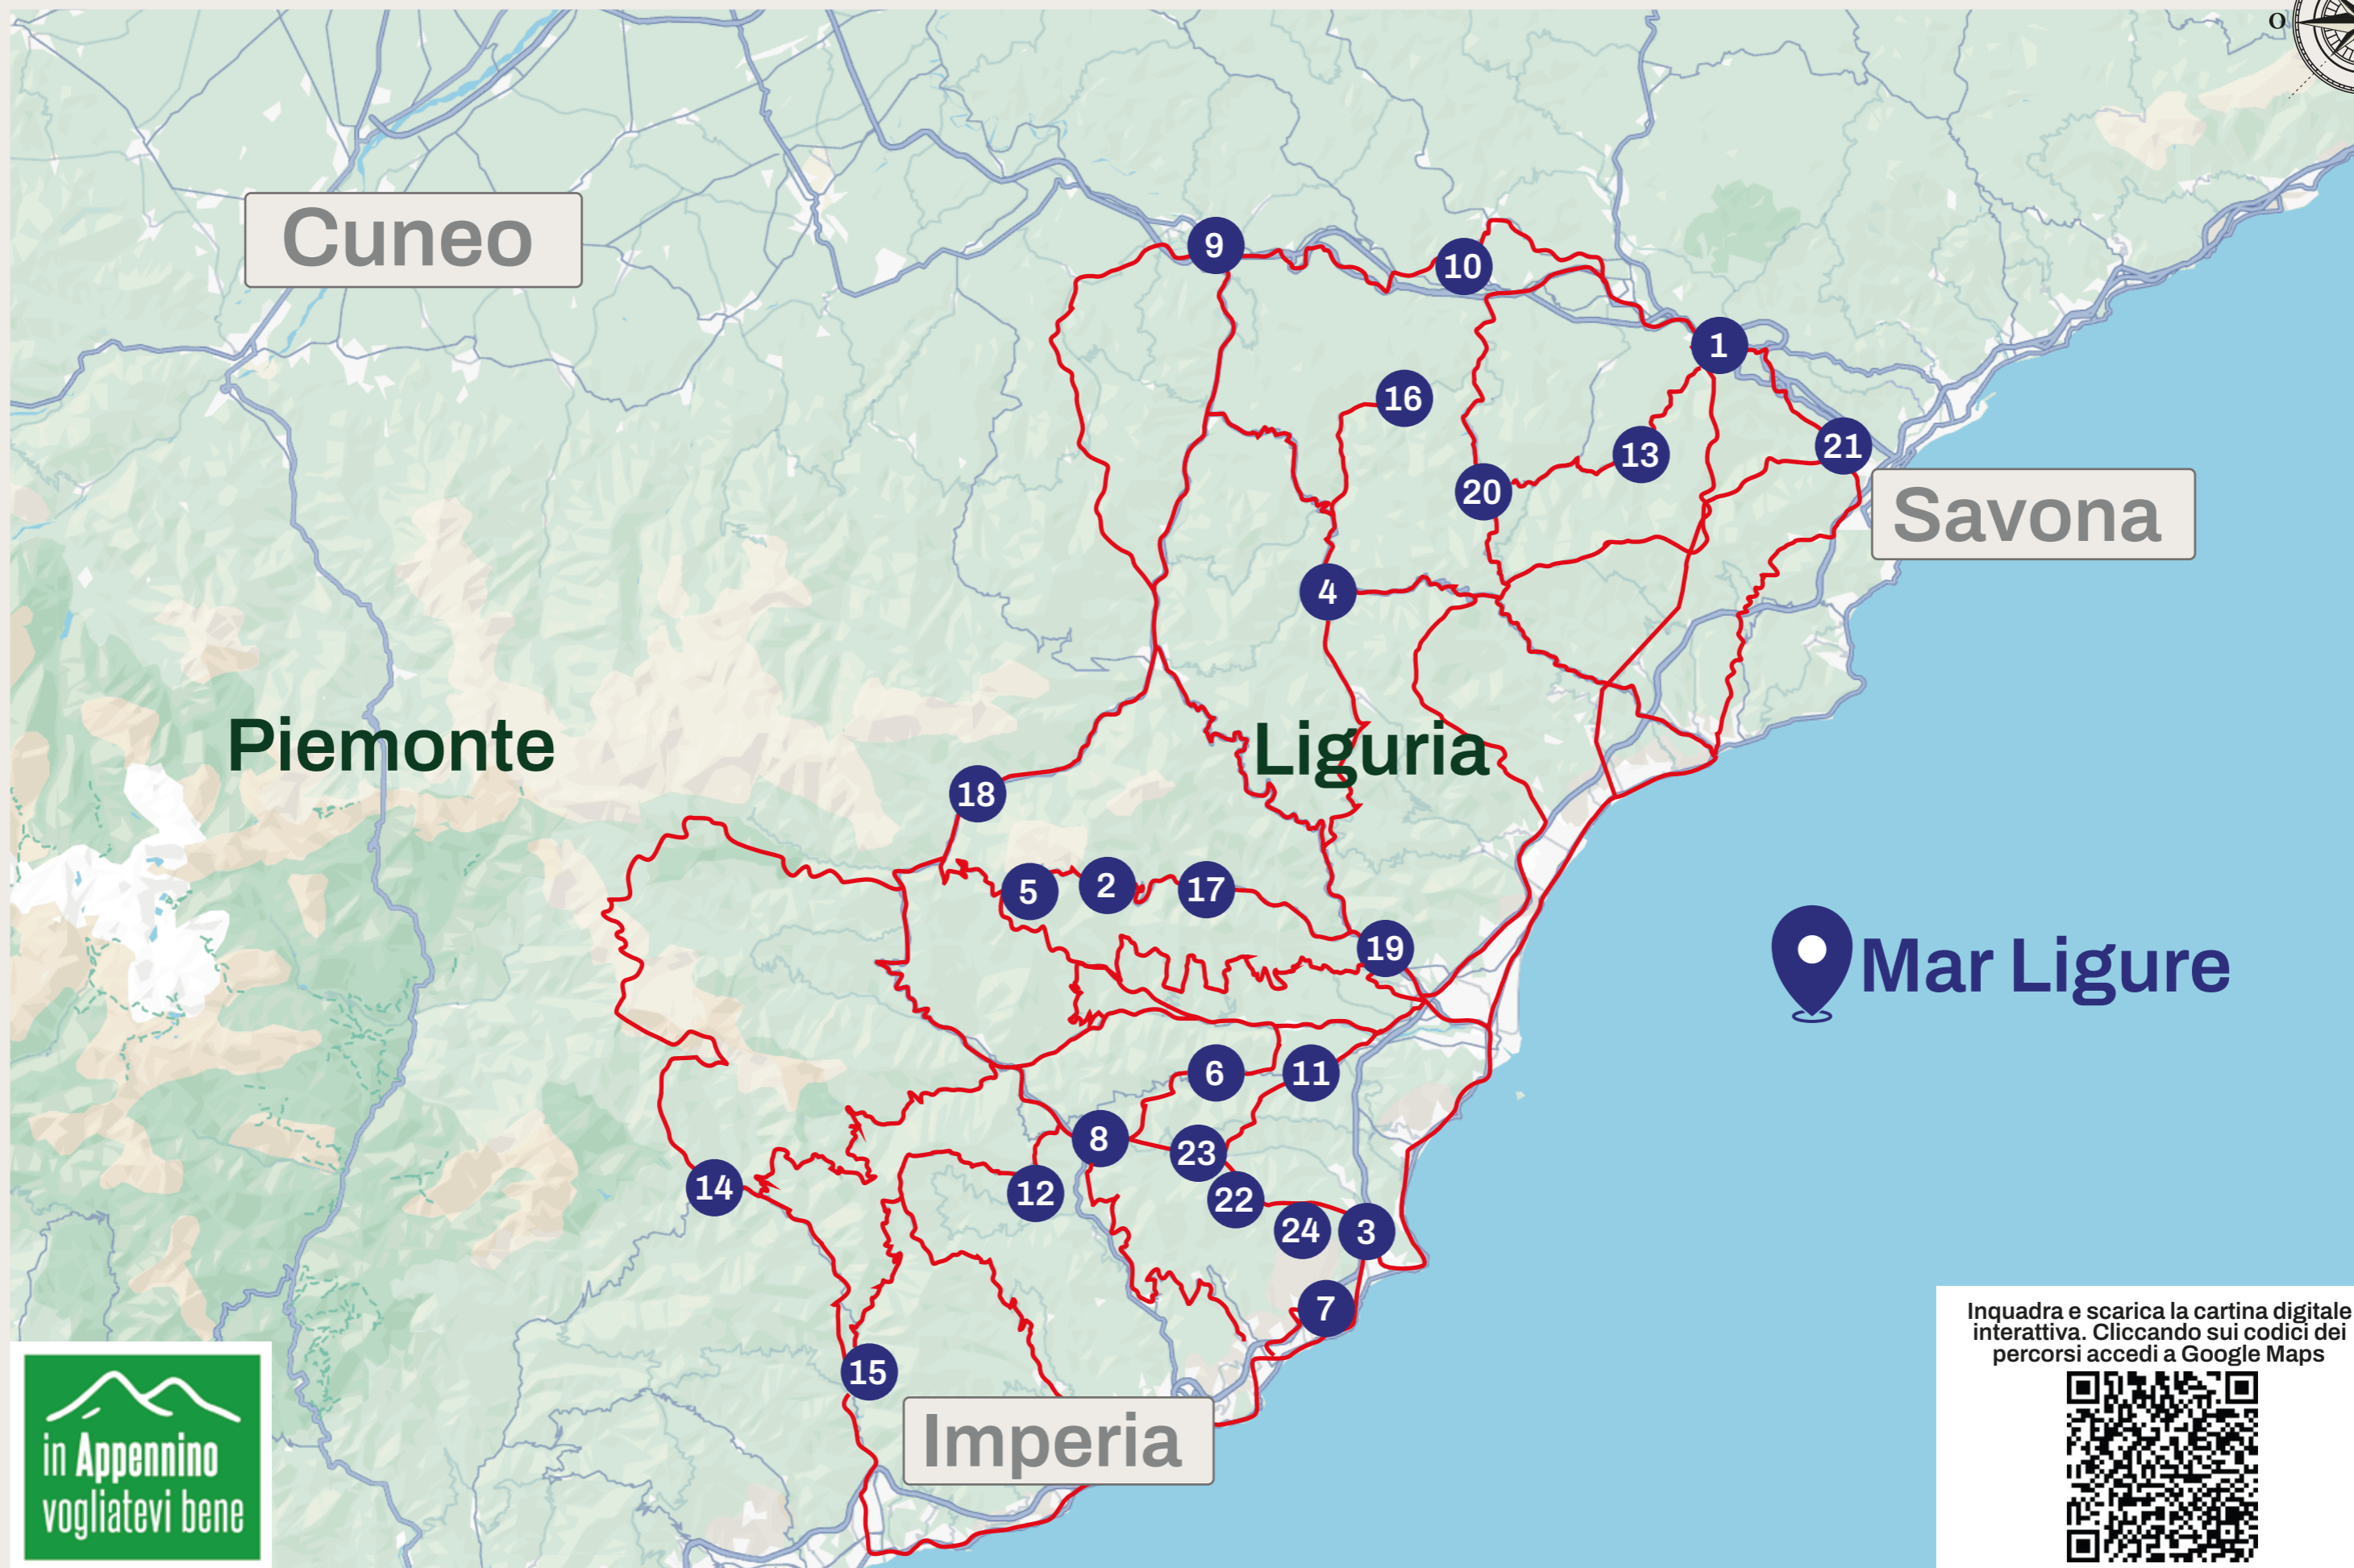 O
Cuneo
9
10
1
16
13
21
20
Savona
4
Piemonte
Liguria
18
5
2
17
19
Mar Ligure
6
11
8
23
14
12
22
24
3
7
15
Imperia
in Appennino
vogliatevi bene
Inquadra e scarica la cartina digitale
interattiva. Cliccando sui codici dei
percorsi accedi a Google Maps